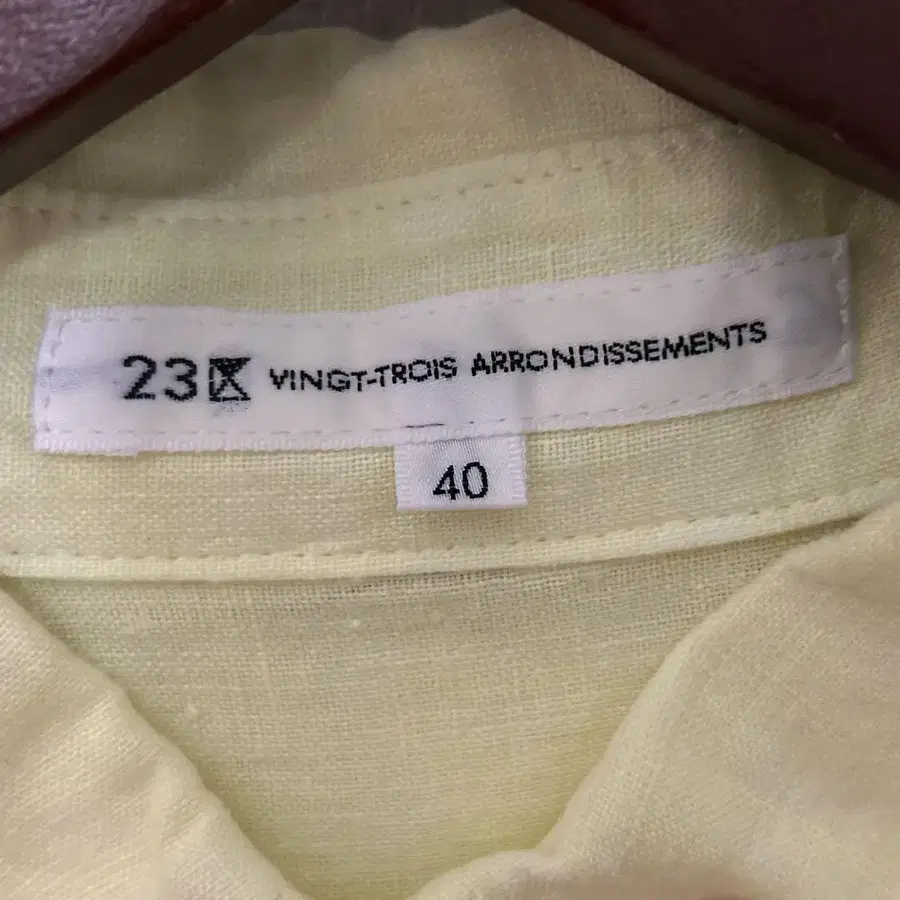 23区 VINGT-TROIS ARRONDISSEMENTS
40